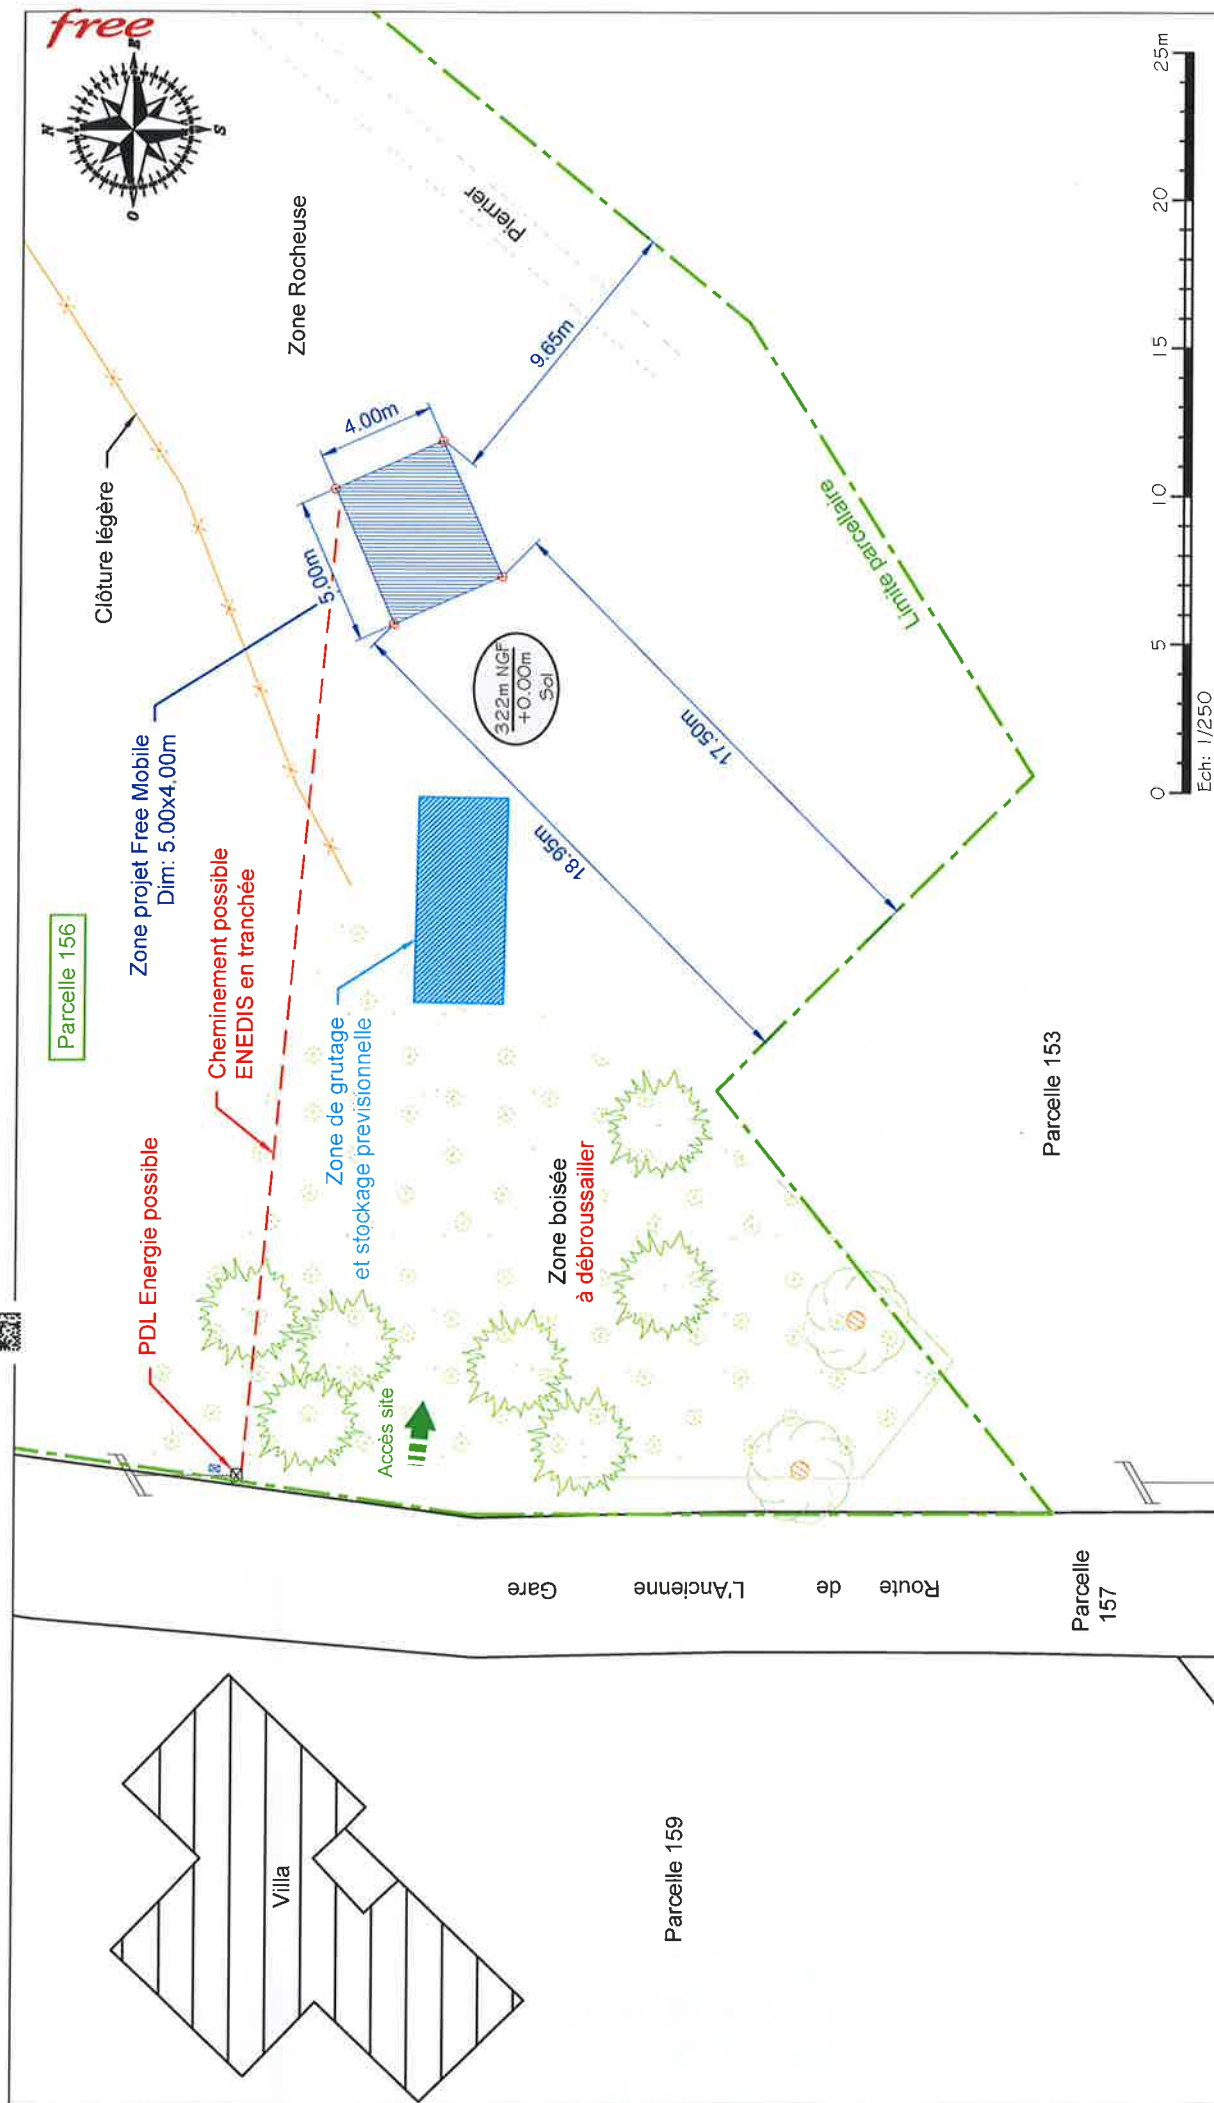 free
N
E
S
O
Zone Rocheuse
Pierrier
Clôture légère
9.65m
4.00m
5.00m
Zone projet Free Mobile
Dim: 5.00x4.00m
322m NGF
+0.00m
Sol
Limite parcellaire
17.50m
18.95m
Parcelle 156
Cheminement possible
ENEDIS en tranchée
Zone de grutage
et stockage previsionnelle
PDL Energie possible
Zone boisée
à débroussailler
Accès site
Parcelle 153
Route de L'Ancienne Gare
Parcelle
157
Villa
Parcelle 159
0 5 10 15 20 25m
Ech: 1/250